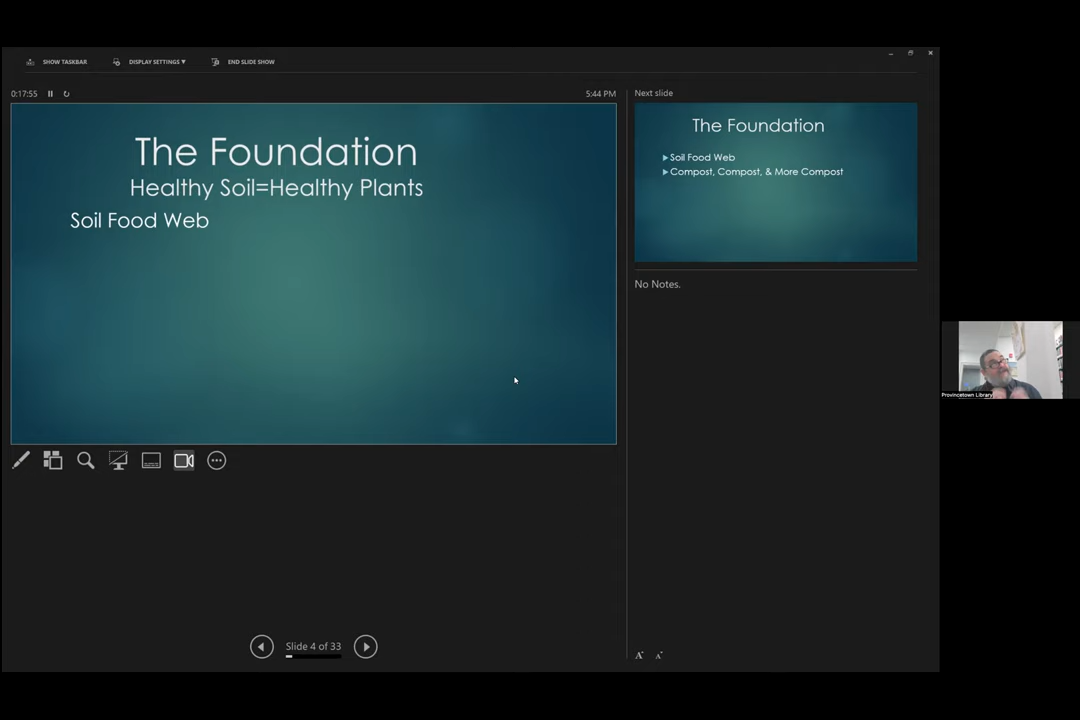 SHOW TASKBAR
DISPLAY SETTINGS ▼
END SLIDE SHOW
0:17:55
5:44 PM
The Foundation
Healthy Soil=Healthy Plants
Soil Food Web
Next slide
The Foundation
Soil Food Web
Compost, Compost, & More Compost
No Notes.
Provincetown Library
Slide 4 of 33
A
A